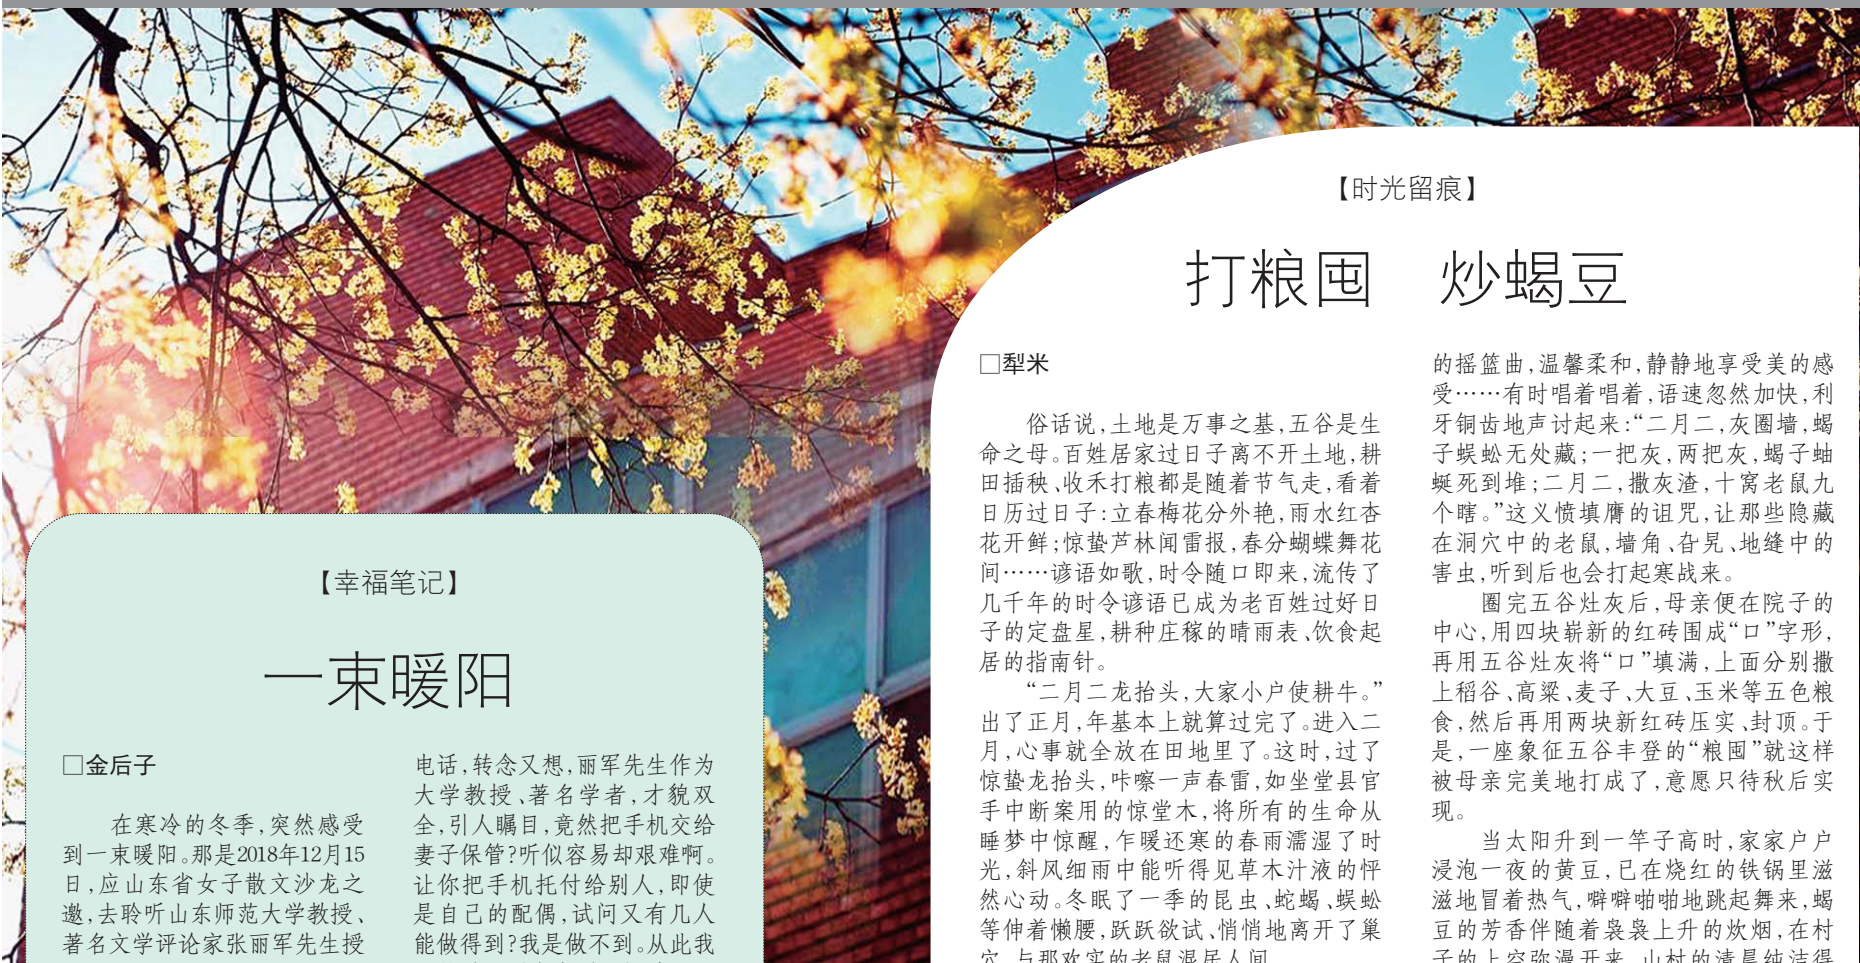 【时光留痕】
打粮囤　炒蝎豆
□犁米
俗话说,土地是万事之基,五谷是生
命之母。百姓居家过日子离不开土地,耕
田插秧、收禾打粮都是随着节气走,看着
日历过日子:立春梅花分外艳,雨水红杏
花开鲜;惊蛰芦林闻雷报,春分蝴蝶舞花
间……谚语如歌,时令随口即来,流传了
几千年的时令谚语已成为老百姓过好日
子的定盘星,耕种庄稼的晴雨表、饮食起
居的指南针。
“二月二龙抬头,大家小户使耕牛。”
出了正月,年基本上就算过完了。进入二
月,心事就全放在田地里了。这时,过了
惊蛰龙抬头,咔嚓一声春雷,如坐堂县官
手中断案用的惊堂木,将所有的生命从
睡梦中惊醒,乍暖还寒的春雨濡湿了时
光,斜风细雨中能听得见草木汁液的怦
然心动。冬眠了一季的昆虫、蛇蝎、蜈蚣
等伸着懒腰,跃跃欲试、悄悄地离开了巢
穴,与那欢实的老鼠混居人间。
的摇篮曲,温馨柔和,静静地享受美的感
受……有时唱着唱着,语速忽然加快,利
牙铜齿地声讨起来:“二月二,灰圈墙,蝎
子蜈蚣无处藏;一把灰,两把灰,蝎子蚰
蜒死到堆;二月二,撒灰渣,十窝老鼠九
个瞎。”这义愤填膺的诅咒,让那些隐藏
在洞穴中的老鼠,墙角、旮旯、地缝中的
害虫,听到后也会打起寒战来。
圈完五谷灶灰后,母亲便在院子的
中心,用四块崭新的红砖围成“口”字形,
再用五谷灶灰将“口”填满,上面分别撒
上稻谷、高粱、麦子、大豆、玉米等五色粮
食,然后再用两块新红砖压实、封顶。于
是,一座象征五谷丰登的“粮囤”就这样
被母亲完美地打成了,意愿只待秋后实
现。
当太阳升到一竿子高时,家家户户
浸泡一夜的黄豆,已在烧红的铁锅里滋
滋地冒着热气,噼噼啪啪地跳起舞来,蝎
豆的芳香伴随着袅袅上升的炊烟,在村
子的上空弥漫开来,山村的清晨纯洁得
【幸福笔记】
一束暖阳
□金后子
在寒冷的冬季,突然感受
到一束暖阳。那是2018年12月15
日,应山东省女子散文沙龙之
邀,去聆听山东师范大学教授、
著名文学评论家张丽军先生授
电话,转念又想,丽军先生作为
大学教授、著名学者,才貌双
全,引人瞩目,竟然把手机交给
妻子保管?听似容易却艰难啊。
让你把手机托付给别人,即使
是自己的配偶,试问又有几人
能做得到?我是做不到。从此我